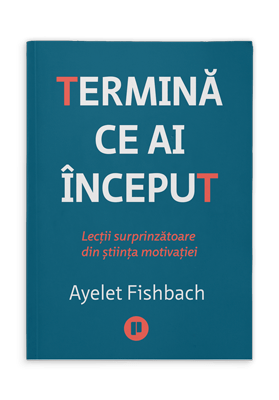 TERMINĂ
CE AI
ÎNCEPUT
Lecții surprinzătoare
din știința motivației
Ayelet Fishbach